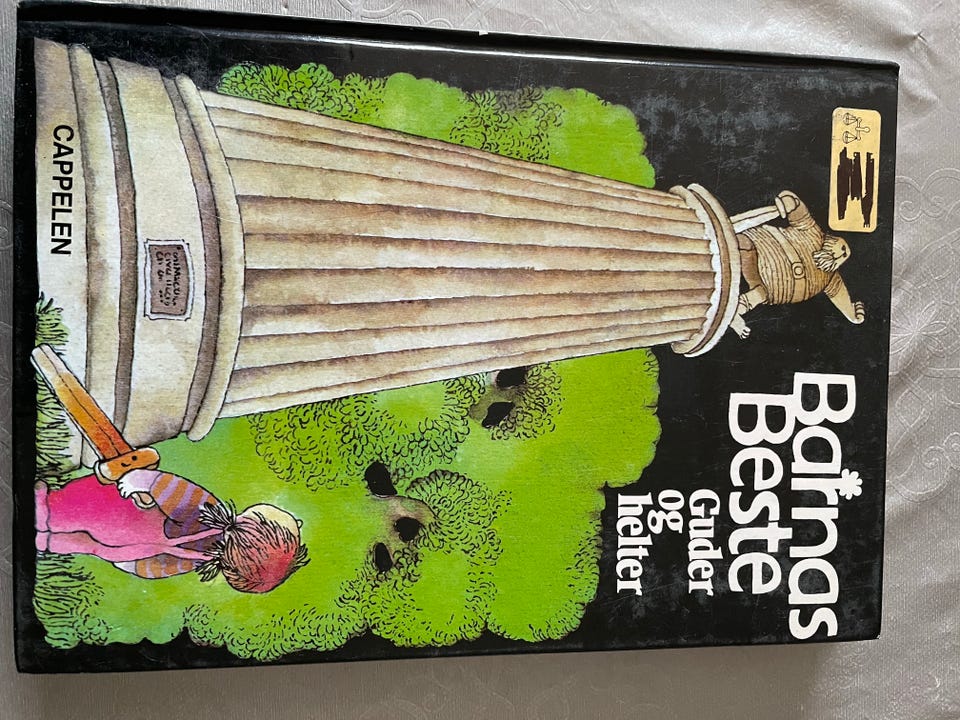 Barnas
Beste
Guder
og
helter
CAPPELEN